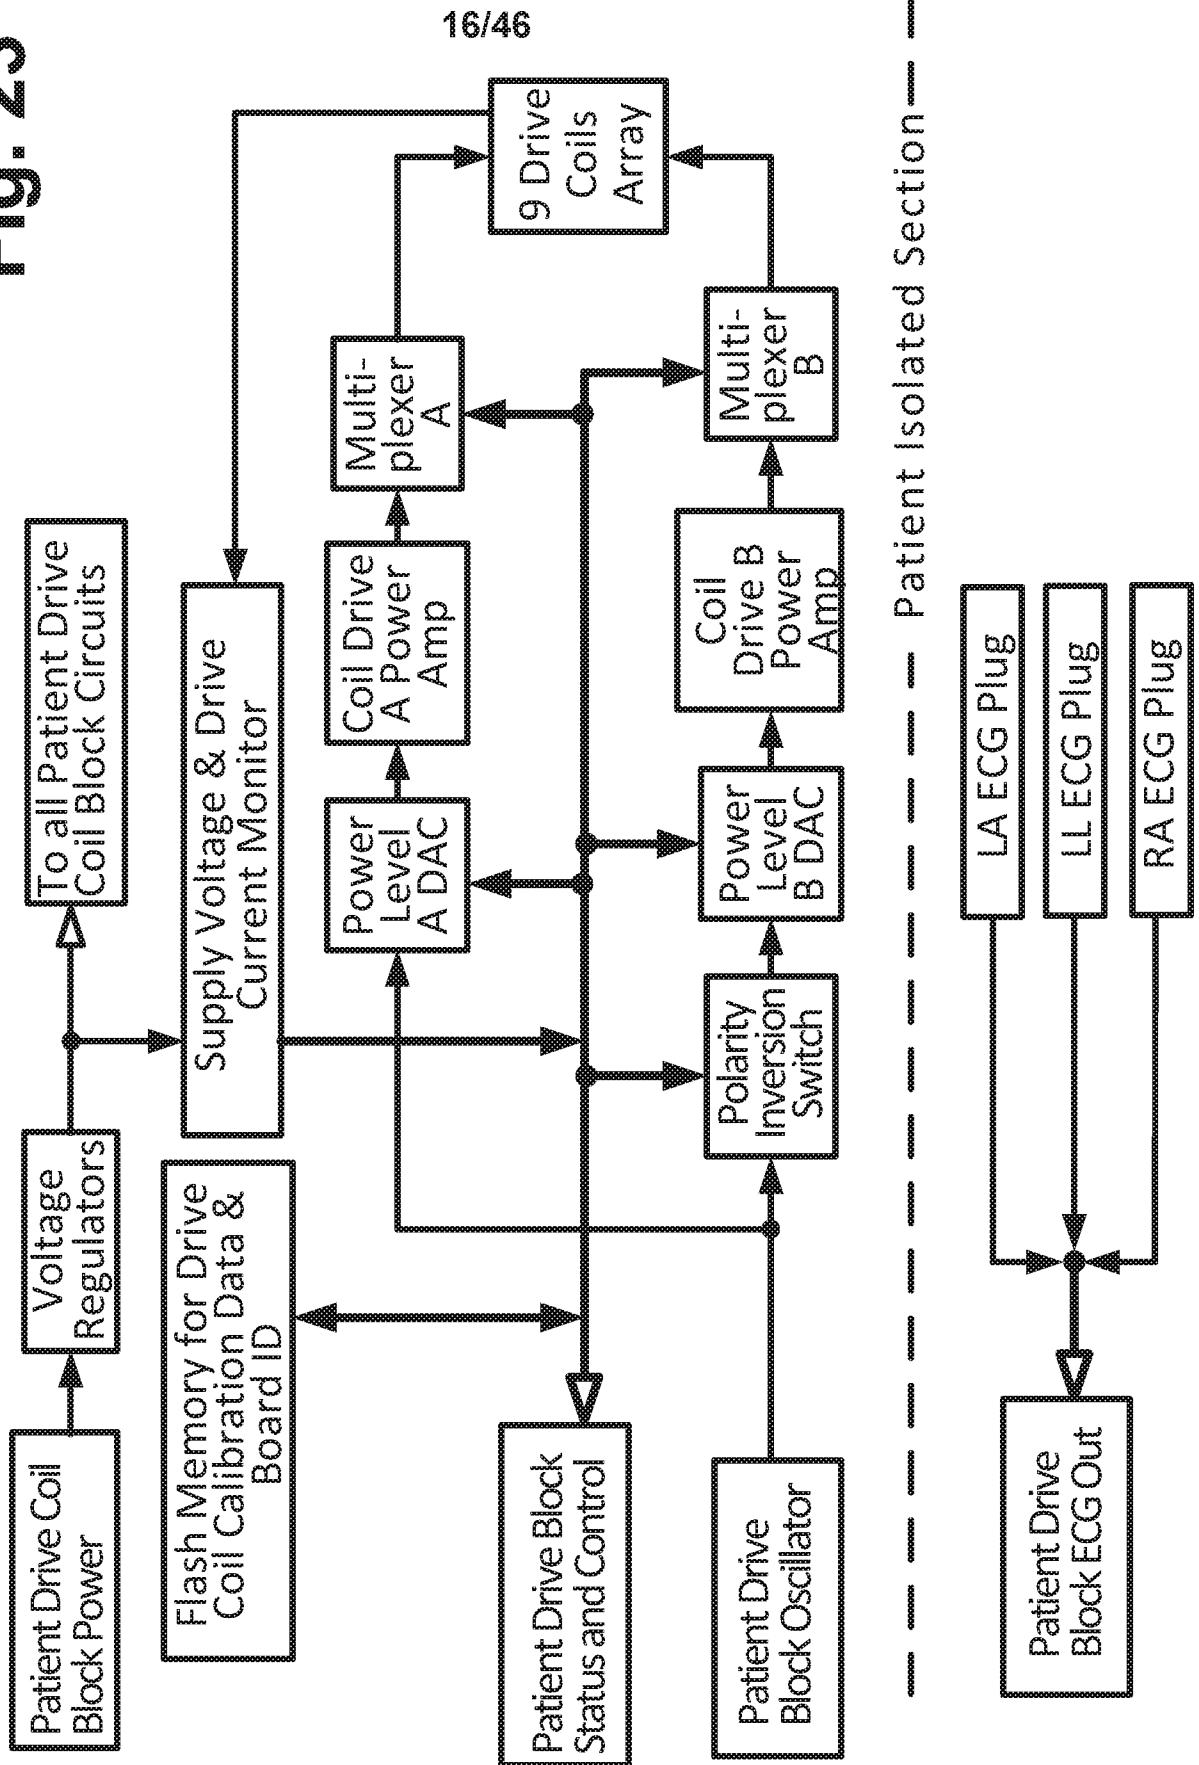 16/46
Fig. 23
Patient Drive Coil
Block Power
Voltage
Regulators
To all Patient Drive
Coil Block Circuits
Flash Memory for Drive
Coil Calibration Data &
Board ID
Supply Voltage & Drive
Current Monitor
Power
Level
A DAC
Coil Drive
A Power
Amp
Multi-
plexer
A
9 Drive
Coils
Array
Patient Drive Block
Status and Control
Patient Drive
Block Oscillator
Polarity
Inversion
Switch
Power
Level
B DAC
Coil
Drive B
Power
Amp
Multi-
plexer
B
Patient Isolated Section
Patient Drive
Block ECG Out
LA ECG Plug
LL ECG Plug
RA ECG Plug